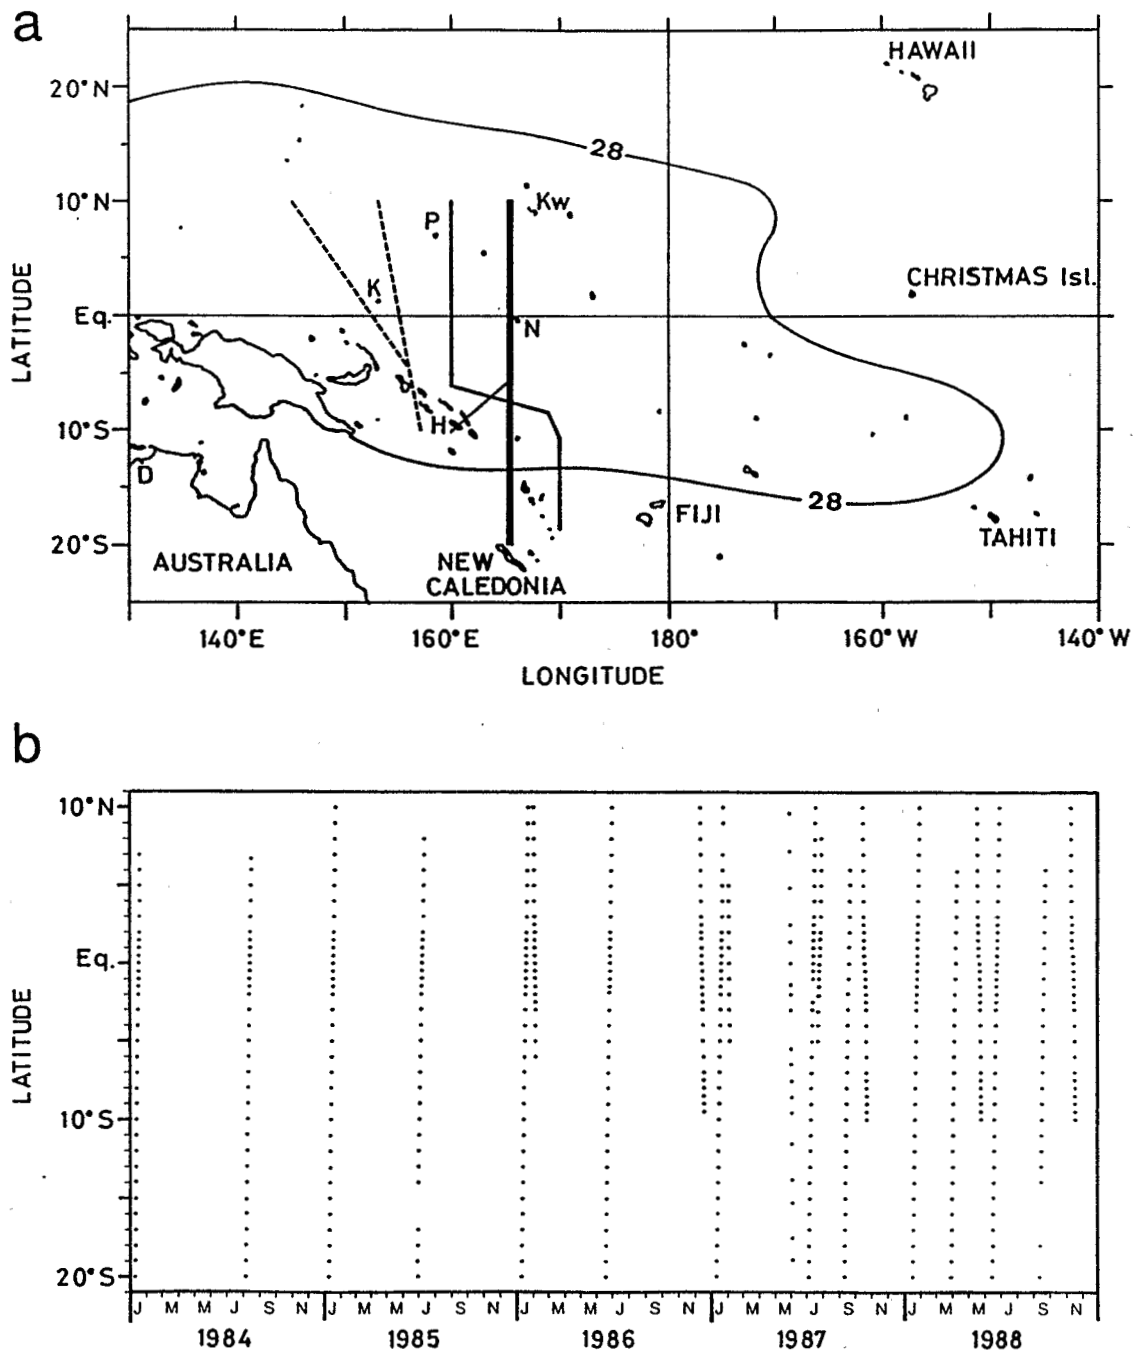 a
HAWAII
20°N
28
10°N
Kw
P
CHRISTMAS Isl.
K
Eq.
N
LATITUDE
H
10°S
D
28
FIJI
TAHITI
20°S
AUSTRALIA
NEW
CALEDONIA
140°E 160°E 180° 160°W 140°W
LONGITUDE
b
10°N
Eq.
LATITUDE
10°S
20°S
J M M J S N J M M J S N J M M J S N J M M J S N J M M J S N
1984 1985 1986 1987 1988